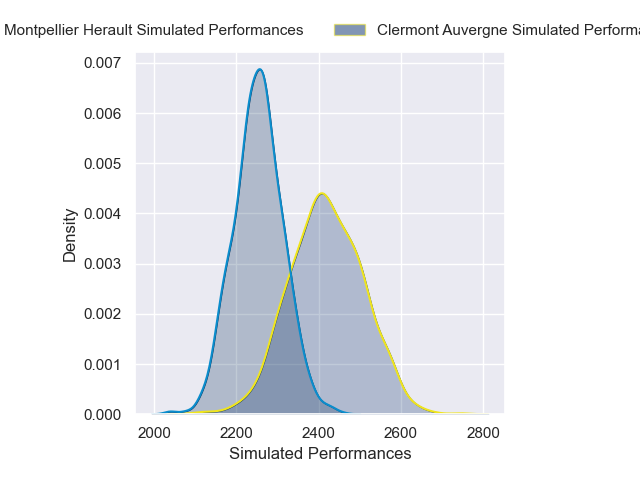 Montpellier Herault Simulated Performances
Clermont Auvergne Simulated
0.007
0.006
0.005
0.004
0.003
0.002
0.001
0.000
Density
2000 2200 2400 2600 2800
Simulated Performances